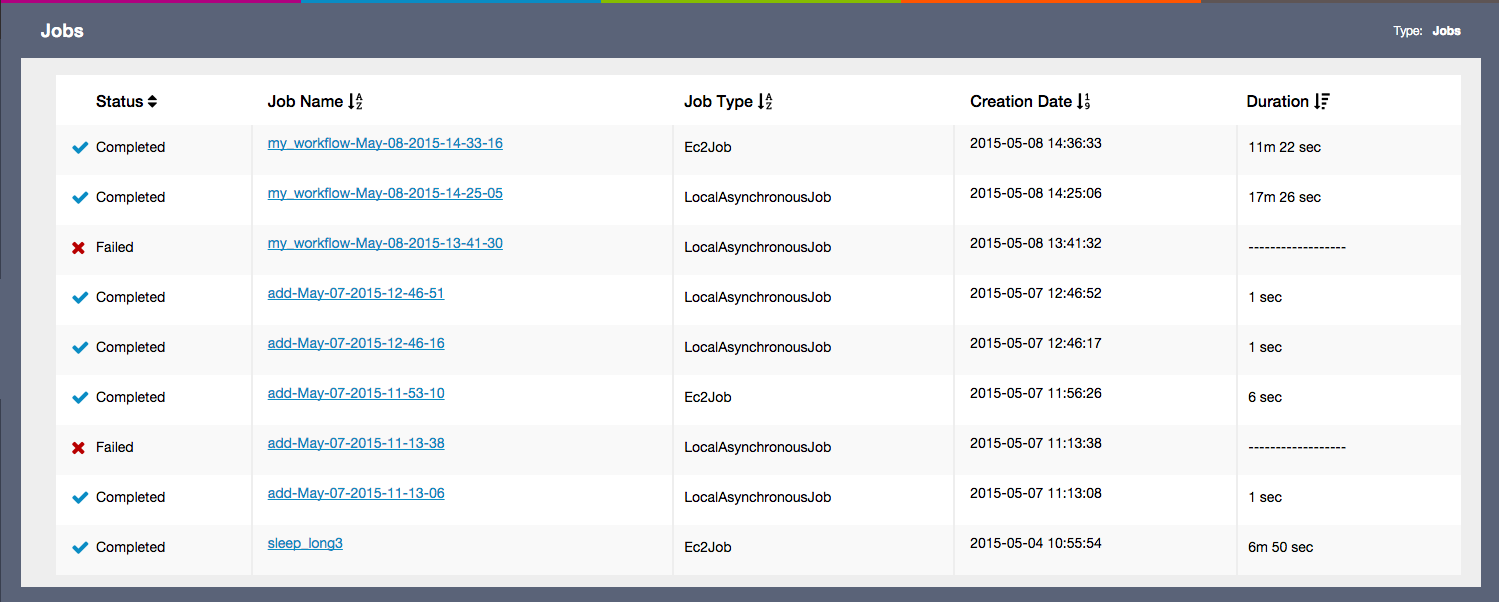 Jobs
Type: Jobs
Status Job Name Job Type Creation Date Duration
Completed my_workflow-May-08-2015-14-33-16 Ec2Job 2015-05-08 14:36:33 11m 22 sec
Completed my_workflow-May-08-2015-14-25-05 LocalAsynchronousJob 2015-05-08 14:25:06 17m 26 sec
Failed my_workflow-May-08-2015-13-41-30 LocalAsynchronousJob 2015-05-08 13:41:32 ------------------
Completed add-May-07-2015-12-46-51 LocalAsynchronousJob 2015-05-07 12:46:52 1 sec
Completed add-May-07-2015-12-46-16 LocalAsynchronousJob 2015-05-07 12:46:17 1 sec
Completed add-May-07-2015-11-53-10 Ec2Job 2015-05-07 11:56:26 6 sec
Failed add-May-07-2015-11-13-38 LocalAsynchronousJob 2015-05-07 11:13:38 ------------------
Completed add-May-07-2015-11-13-06 LocalAsynchronousJob 2015-05-07 11:13:08 1 sec
Completed sleep_long3 Ec2Job 2015-05-04 10:55:54 6m 50 sec